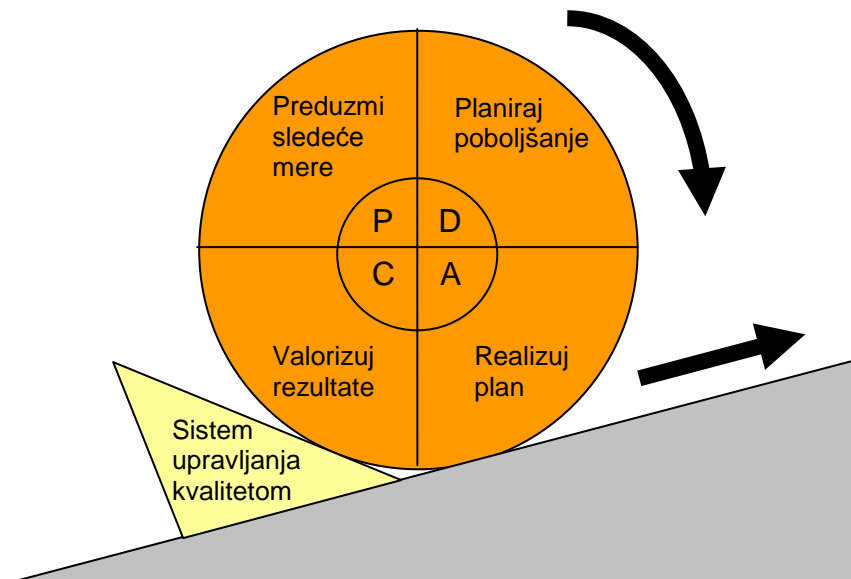 Preduzmi
sledeće
mere
Planiraj
poboljšanje
P
D
C
A
Valorizuj
rezultate
Realizuj
plan
Sistem
upravljanja
kvalitetom